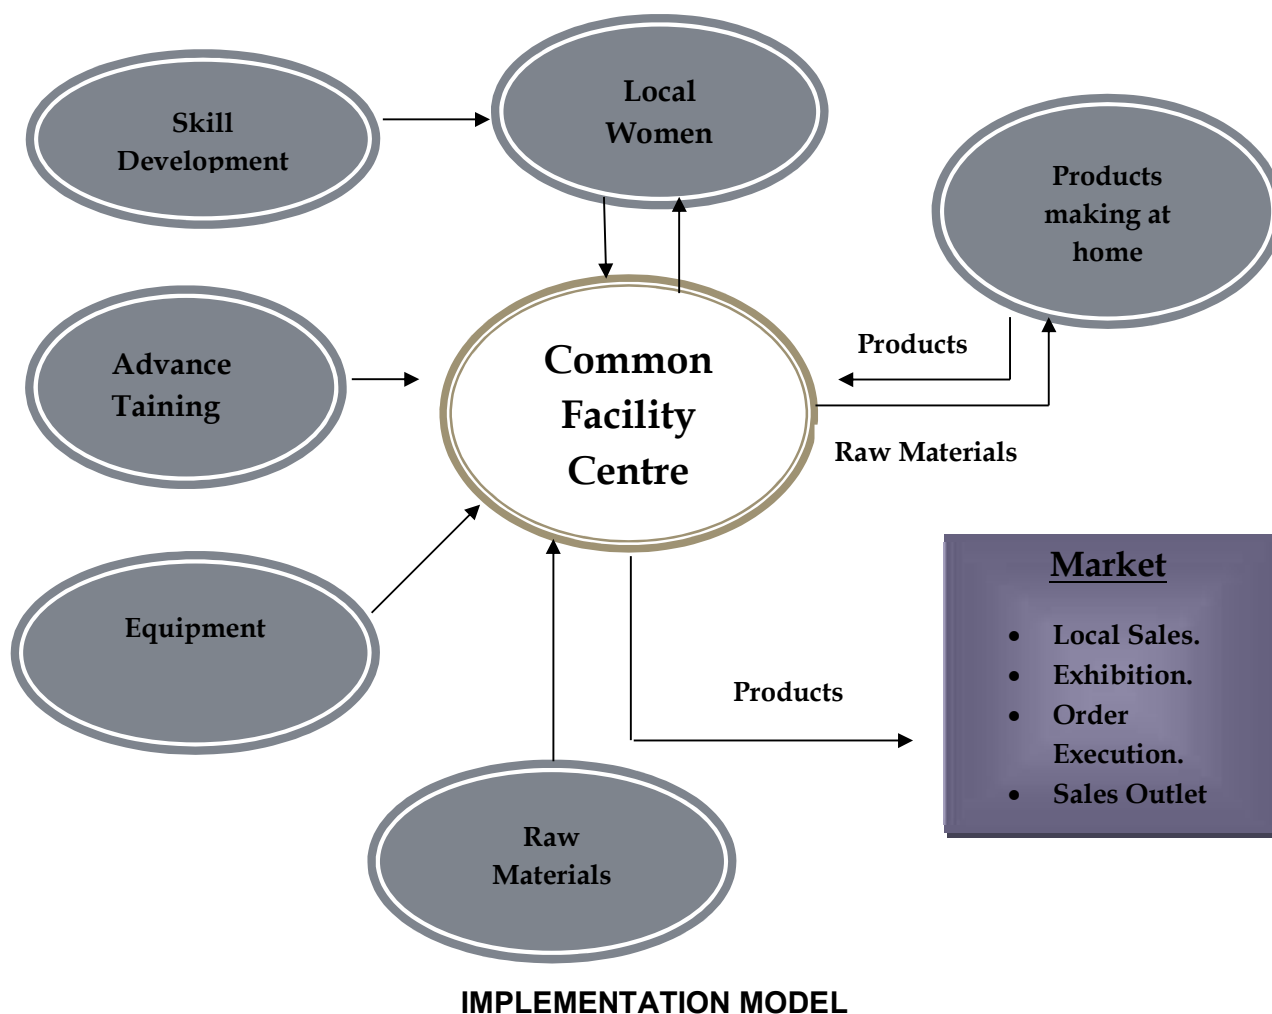 Skill
Development
Local
Women
Products
making at
home
Advance
Taining
Common
Facility
Centre
Products
Raw Materials
Equipment
Market
• Local Sales.
• Exhibition.
• Order
Execution.
• Sales Outlet
Products
Raw
Materials
IMPLEMENTATION MODEL